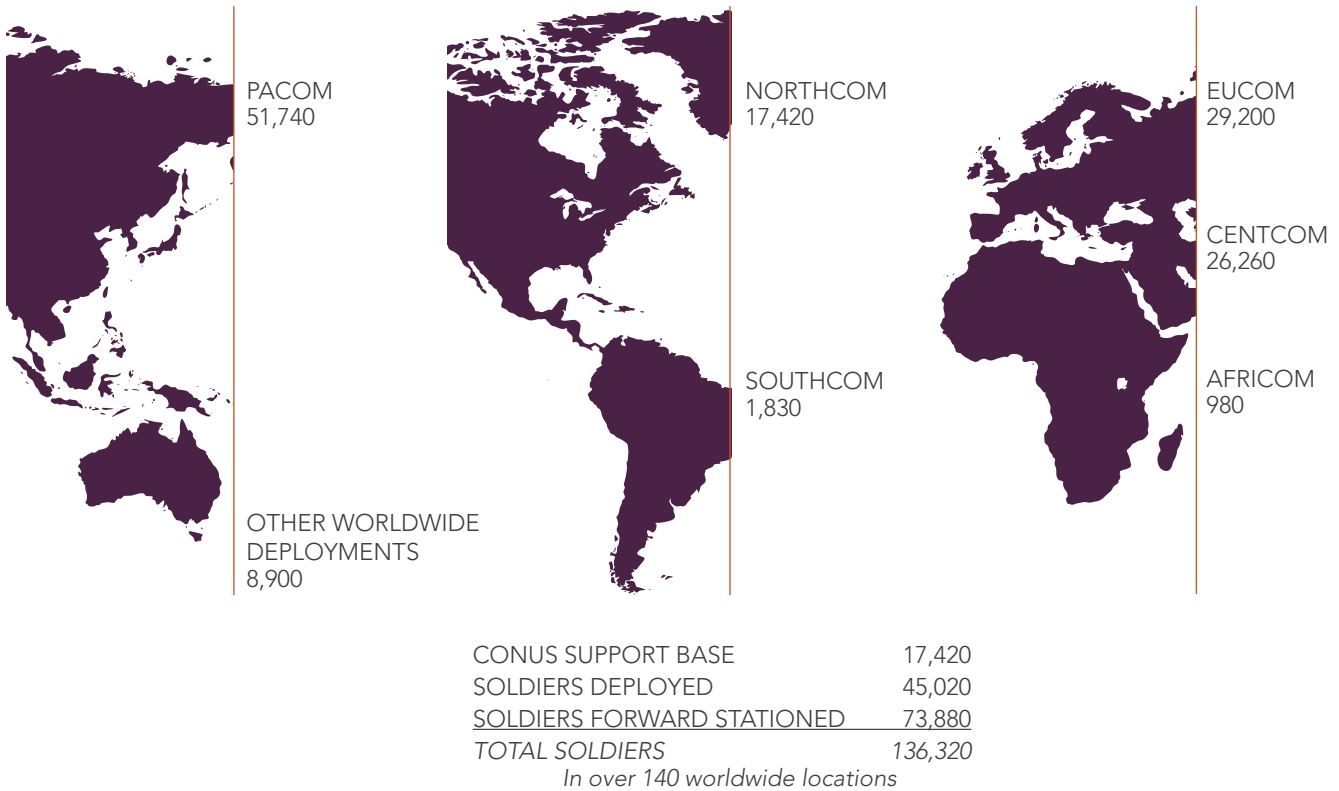 PACOM
51,740
OTHER WORLDWIDE
DEPLOYMENTS
8,900
NORTHCOM
17,420
SOUTHCOM
1,830
EUCOM
29,200
CENTCOM
26,260
AFRICOM
980
CONUS SUPPORT BASE 17,420
SOLDIERS DEPLOYED 45,020
SOLDIERS FORWARD STATIONED 73,880
TOTAL SOLDIERS 136,320
In over 140 worldwide locations